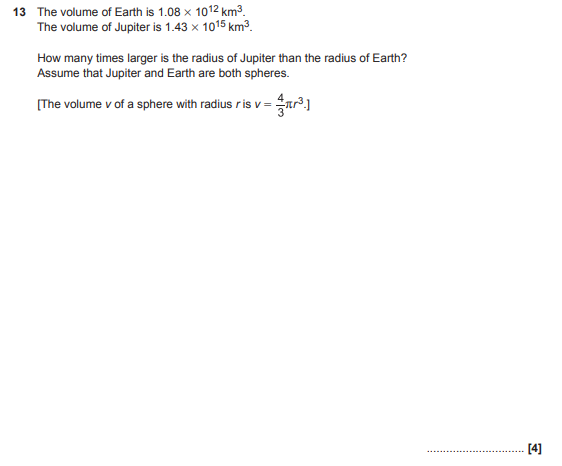 13 The volume of Earth is 1.08 × 10¹² km³.
The volume of Jupiter is 1.43 × 10¹⁵ km³.
How many times larger is the radius of Jupiter than the radius of Earth?
Assume that Jupiter and Earth are both spheres.
[The volume v of a sphere with radius r is v = 4/3 πr³.]
.............................. [4]